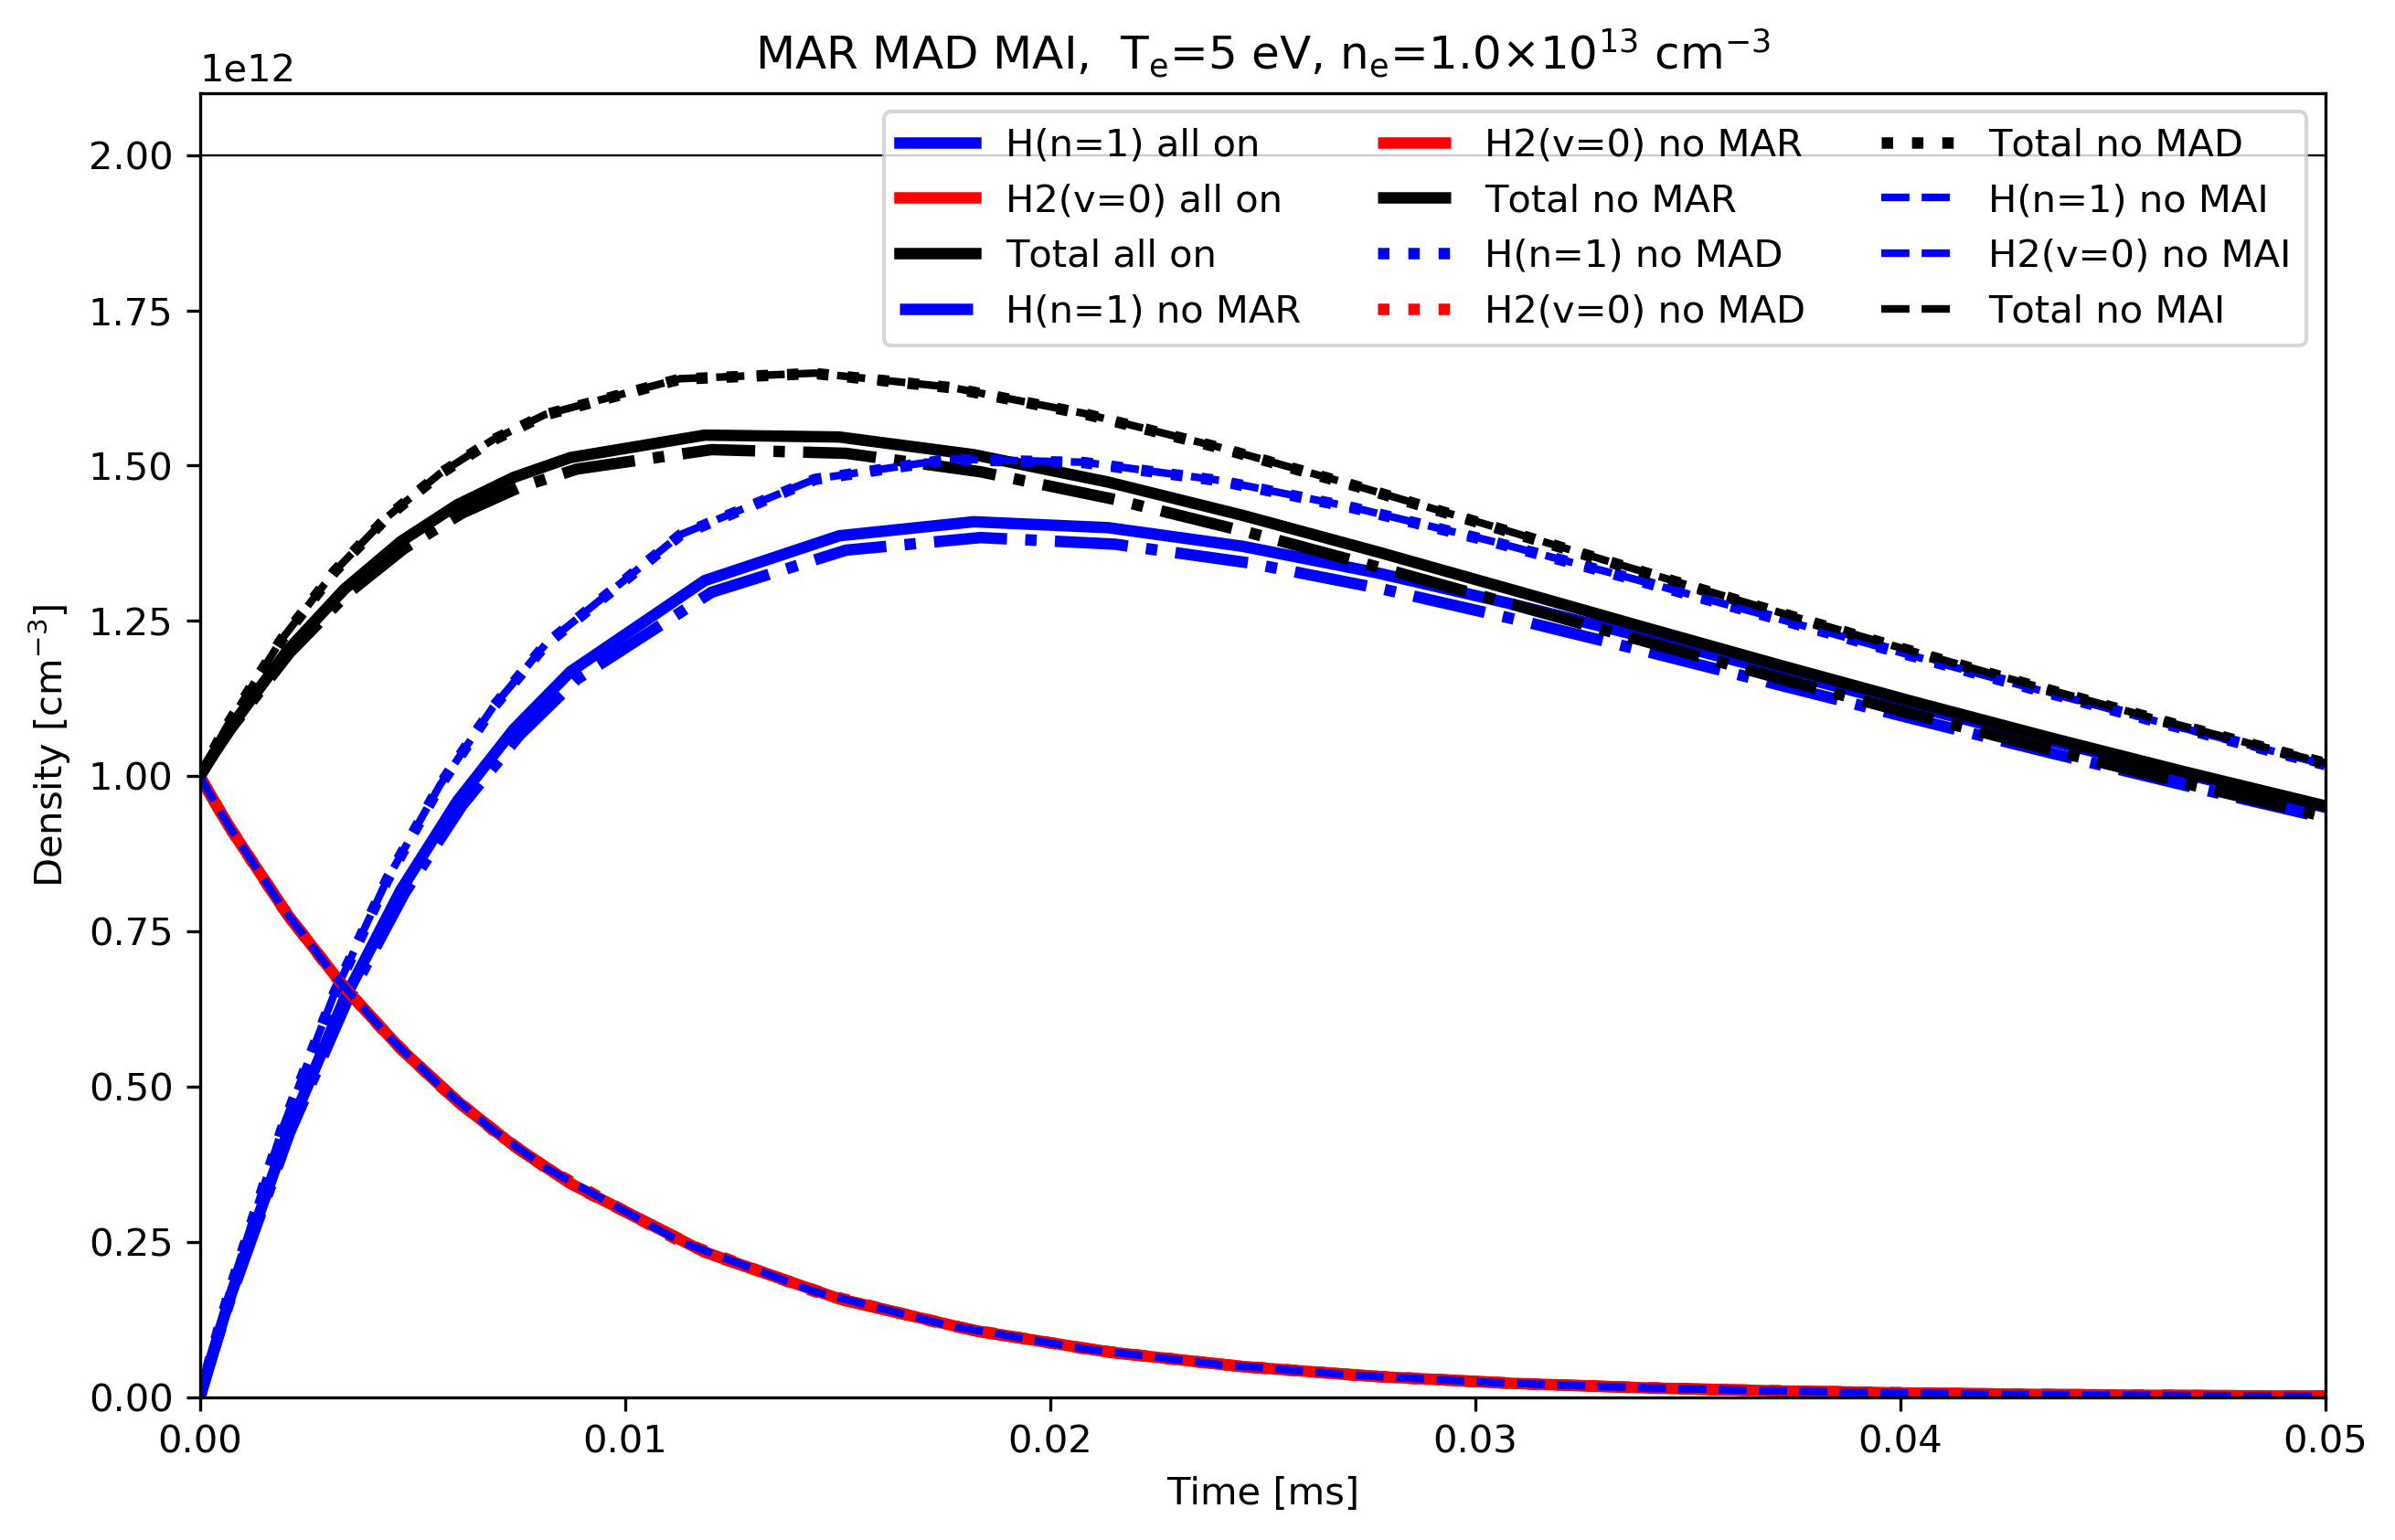 MAR MAD MAI, Tₑ=5 eV, nₑ=1.0×10¹³ cm⁻³
1e12
H(n=1) all on
H2(v=0) all on
Total all on
H(n=1) no MAR
H2(v=0) no MAR
Total no MAR
H(n=1) no MAD
H2(v=0) no MAD
Total no MAD
H(n=1) no MAI
H2(v=0) no MAI
Total no MAI
2.00
1.75
1.50
1.25
1.00
0.75
0.50
0.25
0.00
Density [cm⁻³]
0.00 0.01 0.02 0.03 0.04 0.05
Time [ms]